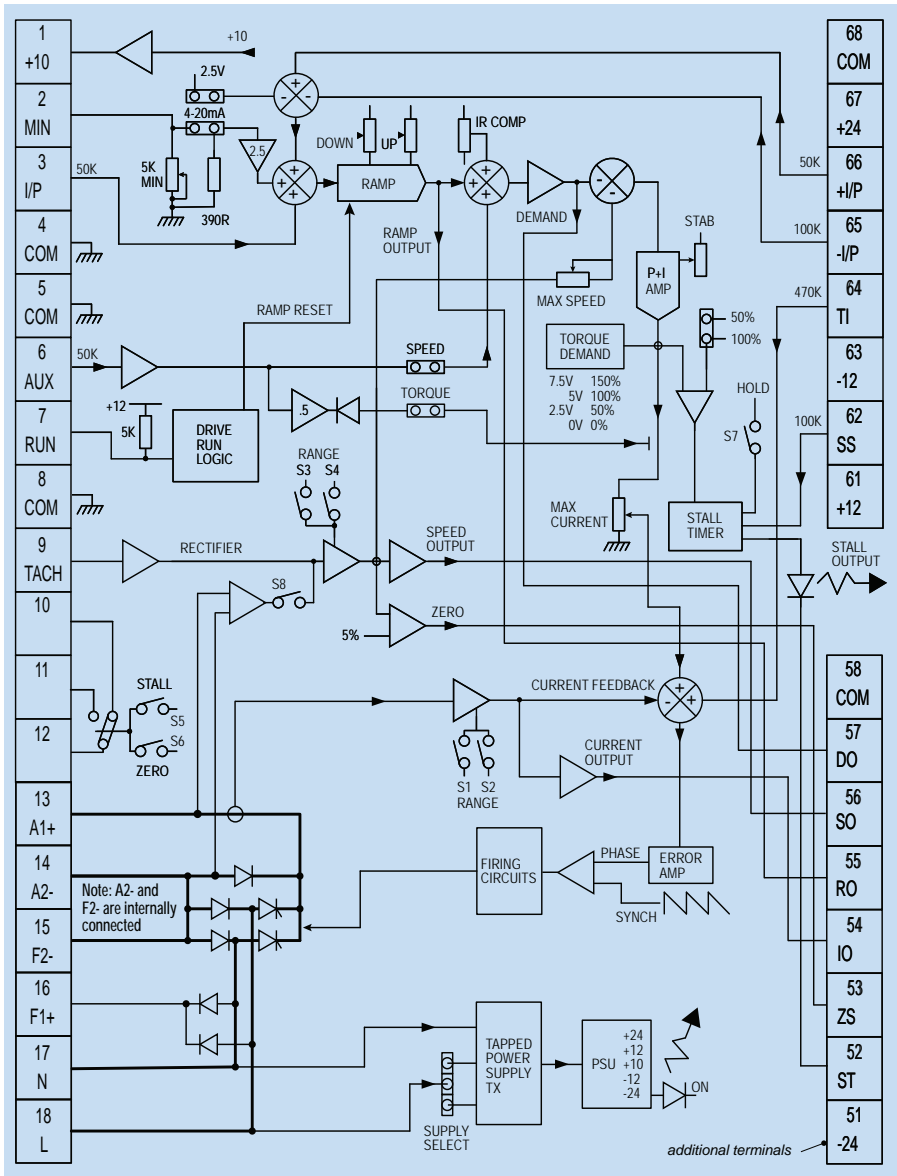 1
+10
2
MIN
3
I/P
4
COM
5
COM
6
AUX
7
RUN
8
COM
9
TACH
10
11
12
13
A1+
14
A2-
15
F2-
16
F1+
17
N
18
L
+10
2.5V
4-20mA
2.5
5K
MIN
390R
50K
DOWN
UP
RAMP
IR COMP
RAMP
OUTPUT
DEMAND
MAX SPEED
STAB
P+I
AMP
RAMP RESET
TORQUE
DEMAND
7.5V 150%
5V 100%
2.5V 50%
0V 0%
50%
100%
HOLD
S7
50K
SPEED
.5
TORQUE
+12
5K
DRIVE
RUN
LOGIC
RANGE
S3 S4
MAX
CURRENT
STALL
TIMER
STALL
OUTPUT
RECTIFIER
SPEED
OUTPUT
S8
ZERO
5%
STALL
S5
S6
ZERO
CURRENT FEEDBACK
CURRENT
OUTPUT
S1 S2
RANGE
Note: A2- and
F2- are internally
connected
FIRING
CIRCUITS
PHASE
ERROR
AMP
SYNCH
TAPPED
POWER
SUPPLY
TX
SUPPLY
SELECT
PSU
+24
+12
+10
-12
-24
ON
additional terminals
50K
100K
470K
100K
68
COM
67
+24
66
+I/P
65
-I/P
64
TI
63
-12
62
SS
61
+12
58
COM
57
DO
56
SO
55
RO
54
IO
53
ZS
52
ST
51
-24